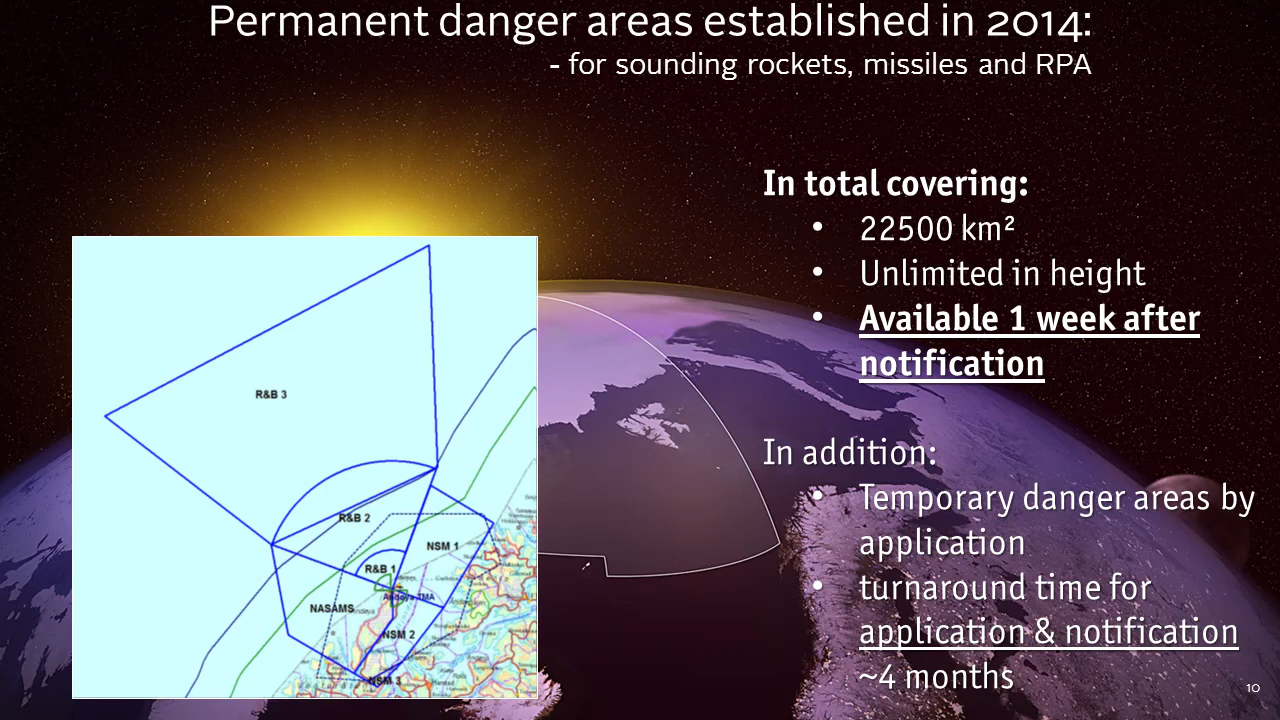 Permanent danger areas established in 2014:
- for sounding rockets, missiles and RPA
In total covering:
• 22500 km²
• Unlimited in height
• Available 1 week after
notification
In addition:
• Temporary danger areas by
application
• turnaround time for
application & notification
~4 months
R&B 3
R&B 2
NSM 1
R&B 1
Andøya TMA
NASAMS
Andøya
NSM 2
NSM 3
Harstad
10